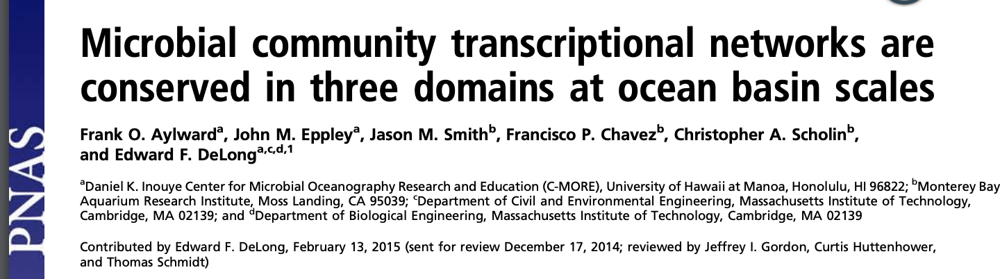 Microbial community transcriptional networks are
conserved in three domains at ocean basin scales
Frank O. Aylwardᵃ, John M. Eppleyᵃ, Jason M. Smithᵇ, Francisco P. Chavezᵇ, Christopher A. Scholinᵇ,
and Edward F. DeLongᵃ,ᶜ,ᵈ,¹
ᵃDaniel K. Inouye Center for Microbial Oceanography Research and Education (C-MORE), University of Hawaii at Manoa, Honolulu, HI 96822; ᵇMonterey Bay
Aquarium Research Institute, Moss Landing, CA 95039; ᶜDepartment of Civil and Environmental Engineering, Massachusetts Institute of Technology,
Cambridge, MA 02139; and ᵈDepartment of Biological Engineering, Massachusetts Institute of Technology, Cambridge, MA 02139
Contributed by Edward F. DeLong, February 13, 2015 (sent for review December 17, 2014; reviewed by Jeffrey I. Gordon, Curtis Huttenhower,
and Thomas Schmidt)
PNAS